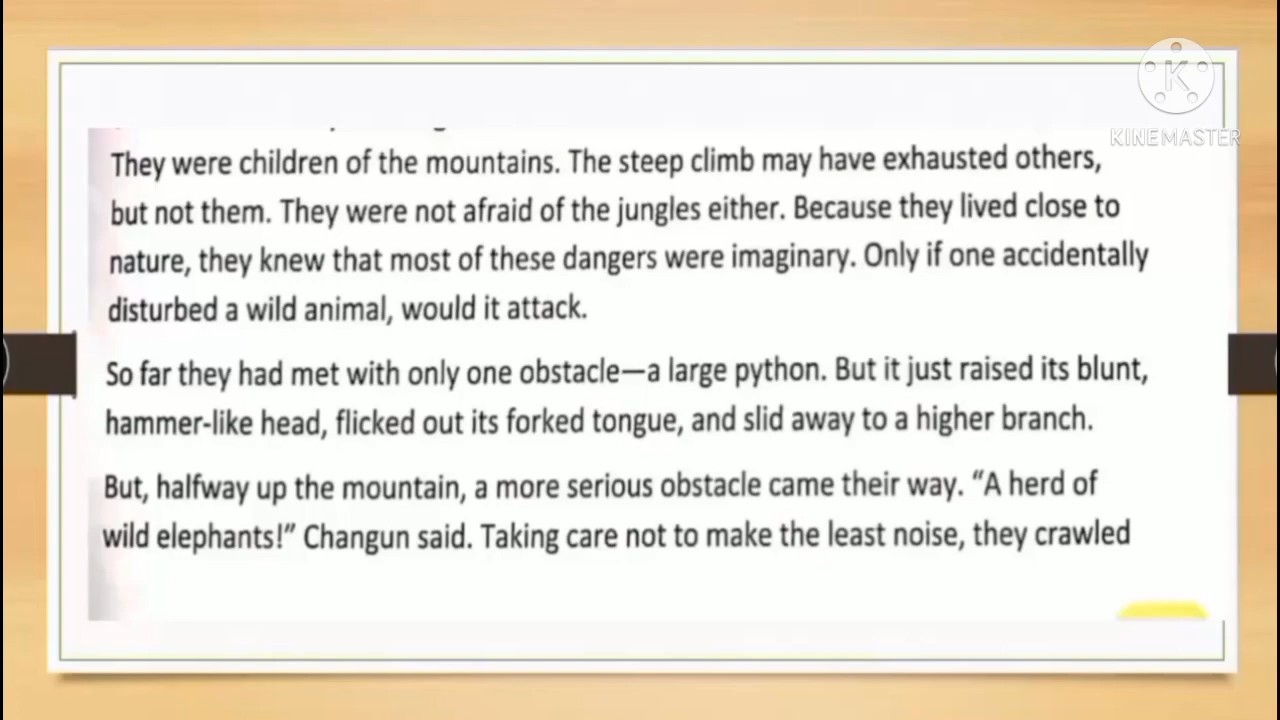 KINEMASTER
They were children of the mountains. The steep climb may have exhausted others,
but not them. They were not afraid of the jungles either. Because they lived close to
nature, they knew that most of these dangers were imaginary. Only if one accidentally
disturbed a wild animal, would it attack.
So far they had met with only one obstacle—a large python. But it just raised its blunt,
hammer-like head, flicked out its forked tongue, and slid away to a higher branch.
But, halfway up the mountain, a more serious obstacle came their way. “A herd of
wild elephants!” Changun said. Taking care not to make the least noise, they crawled